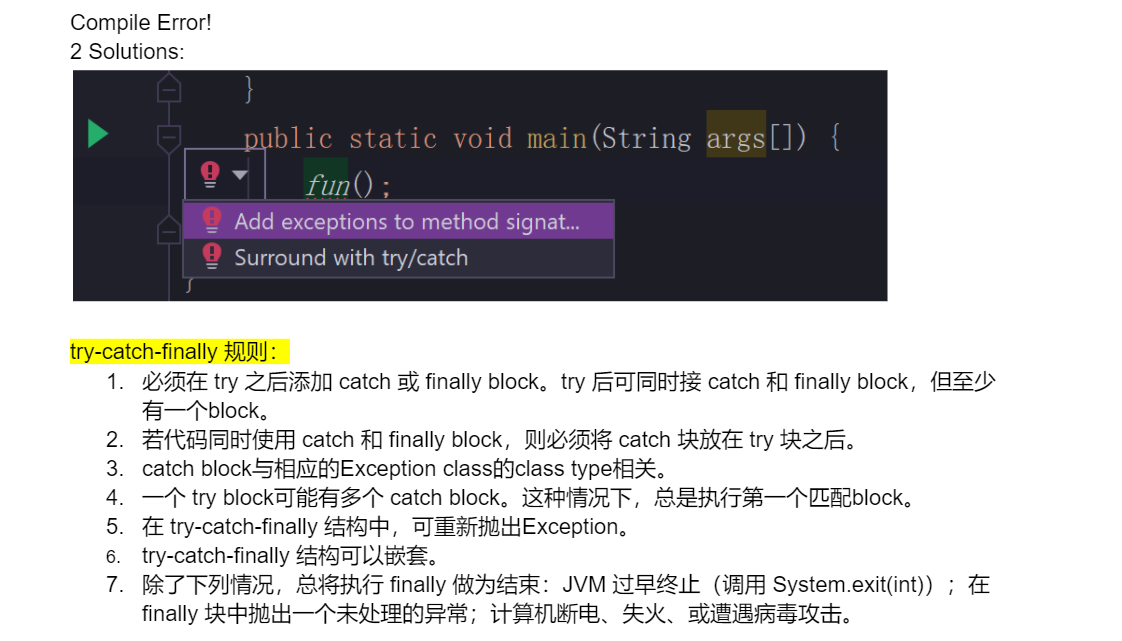 Compile Error!
2 Solutions:
}
public static void main(String args[]) {
fun();
Add exceptions to method signat...
Surround with try/catch
}
try-catch-finally 规则：
1. 必须在 try 之后添加 catch 或 finally block。try 后可同时接 catch 和 finally block，但至少
有一个block。
2. 若代码同时使用 catch 和 finally block，则必须将 catch 块放在 try 块之后。
3. catch block与相应的Exception class的class type相关。
4. 一个 try block可能有多个 catch block。这种情况下，总是执行第一个匹配block。
5. 在 try-catch-finally 结构中，可重新抛出Exception。
6. try-catch-finally 结构可以嵌套。
7. 除了下列情况，总将执行 finally 做为结束：JVM 过早终止（调用 System.exit(int)）；在
finally 块中抛出一个未处理的异常；计算机断电、失火、或遭遇病毒攻击。